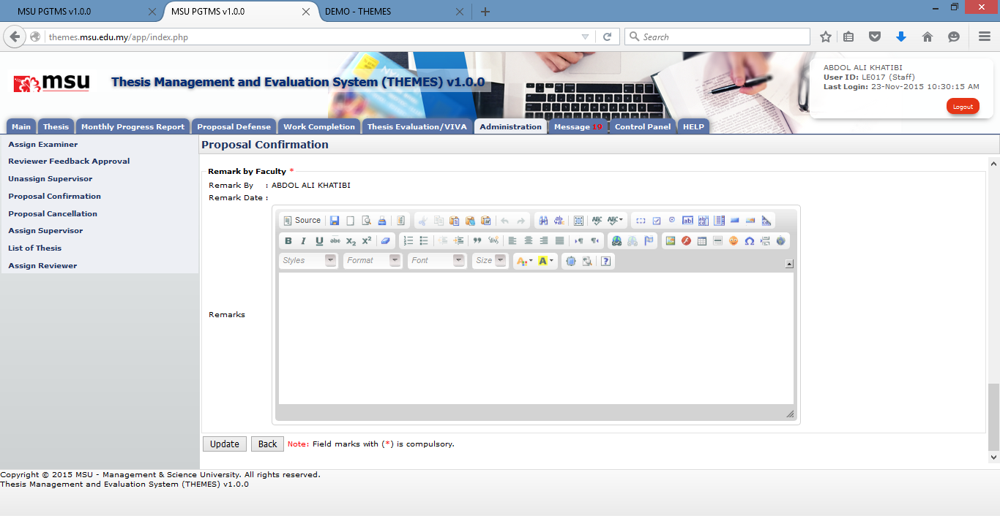 MSU PGTMS v1.0.0
MSU PGTMS v1.0.0
DEMO - THEMES
themes.msu.edu.my/app/index.php
Search
msu
Thesis Management and Evaluation System (THEMES) v1.0.0
ABDOL ALI KHATIBI
User ID: LE017 (Staff)
Last Login: 23-Nov-2015 10:30:15 AM
Logout
Main Thesis Monthly Progress Report Proposal Defense Work Completion Thesis Evaluation/VIVA Administration Message 19 Control Panel HELP
Assign Examiner
Reviewer Feedback Approval
Unassign Supervisor
Proposal Confirmation
Proposal Cancellation
Assign Supervisor
List of Thesis
Assign Reviewer
Proposal Confirmation
Remark by Faculty *
Remark By : ABDOL ALI KHATIBI
Remark Date :
Source
B I U abc X2 X2
Styles Format Font Size A A ?
Remarks
Update Back Note: Field marks with (*) is compulsory.
Copyright © 2015 MSU - Management & Science University. All rights reserved.
Thesis Management and Evaluation System (THEMES) v1.0.0